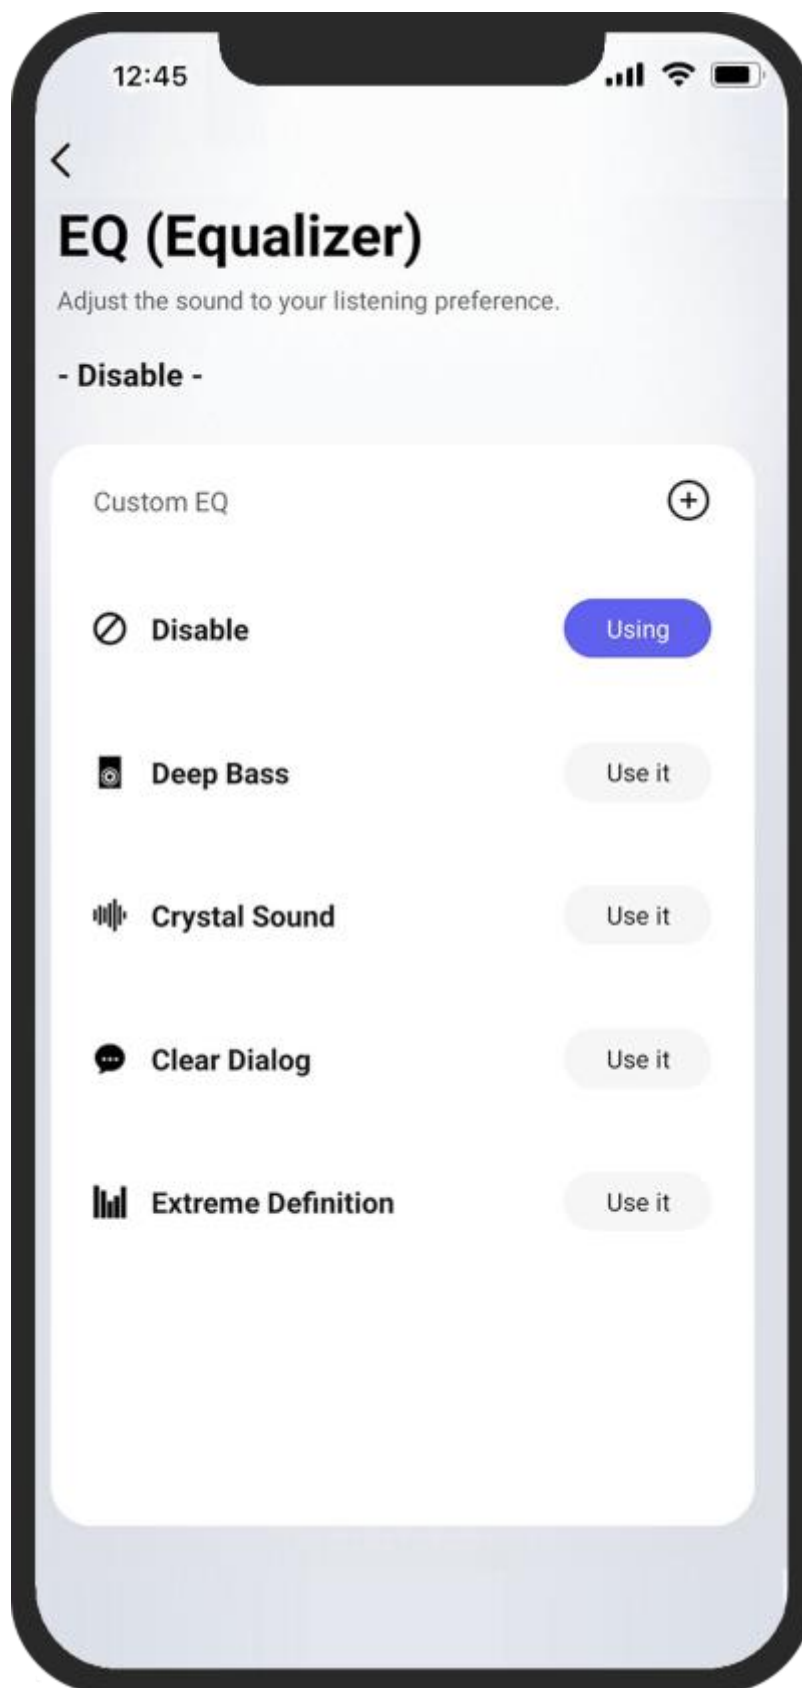 12:45
EQ (Equalizer)
Adjust the sound to your listening preference.
- Disable -
Custom EQ
Disable
Using
Deep Bass
Use it
Crystal Sound
Use it
Clear Dialog
Use it
Extreme Definition
Use it